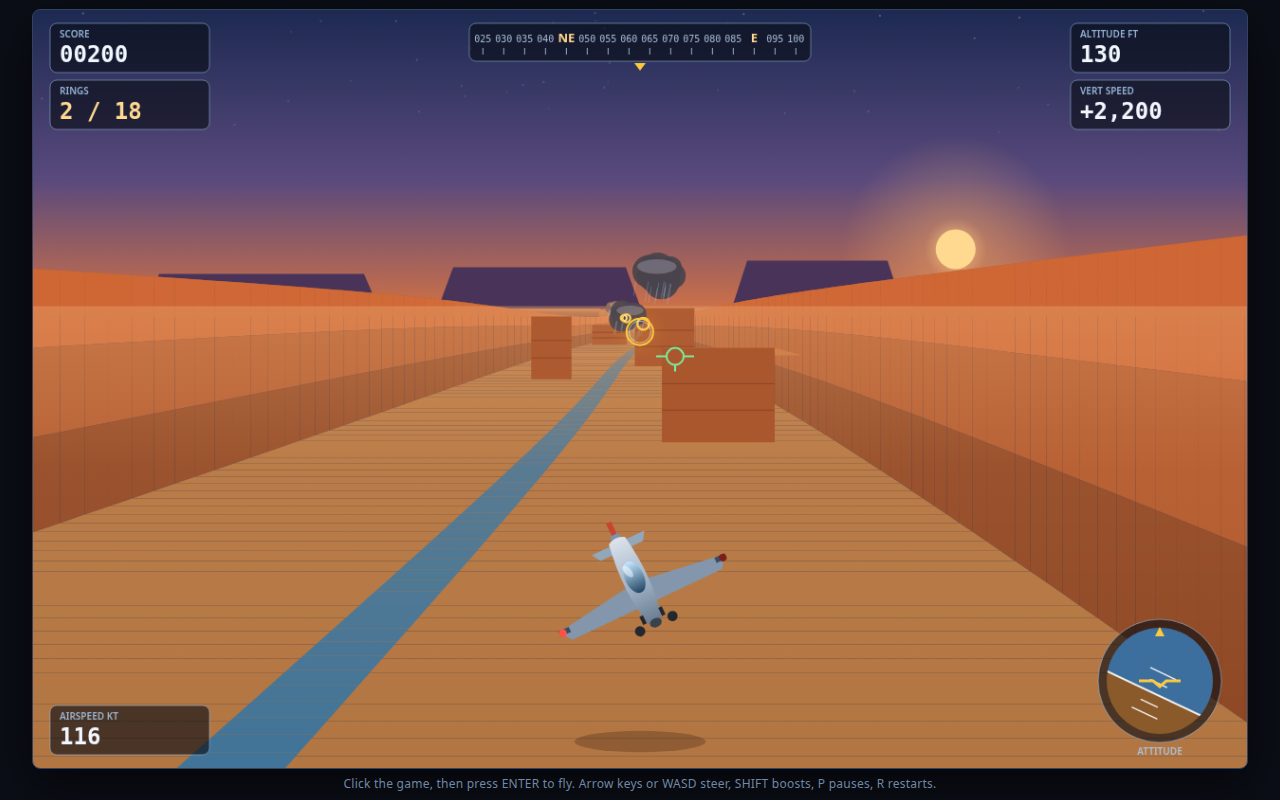 SCORE
00200
RINGS
2 / 18
025 030 035 040 NE 050 055 060 065 070 075 080 085 E 095 100
ALTITUDE FT
130
VERT SPEED
+2,200
AIRSPEED KT
116
ATTITUDE
Click the game, then press ENTER to fly. Arrow keys or WASD steer, SHIFT boosts, P pauses, R restarts.